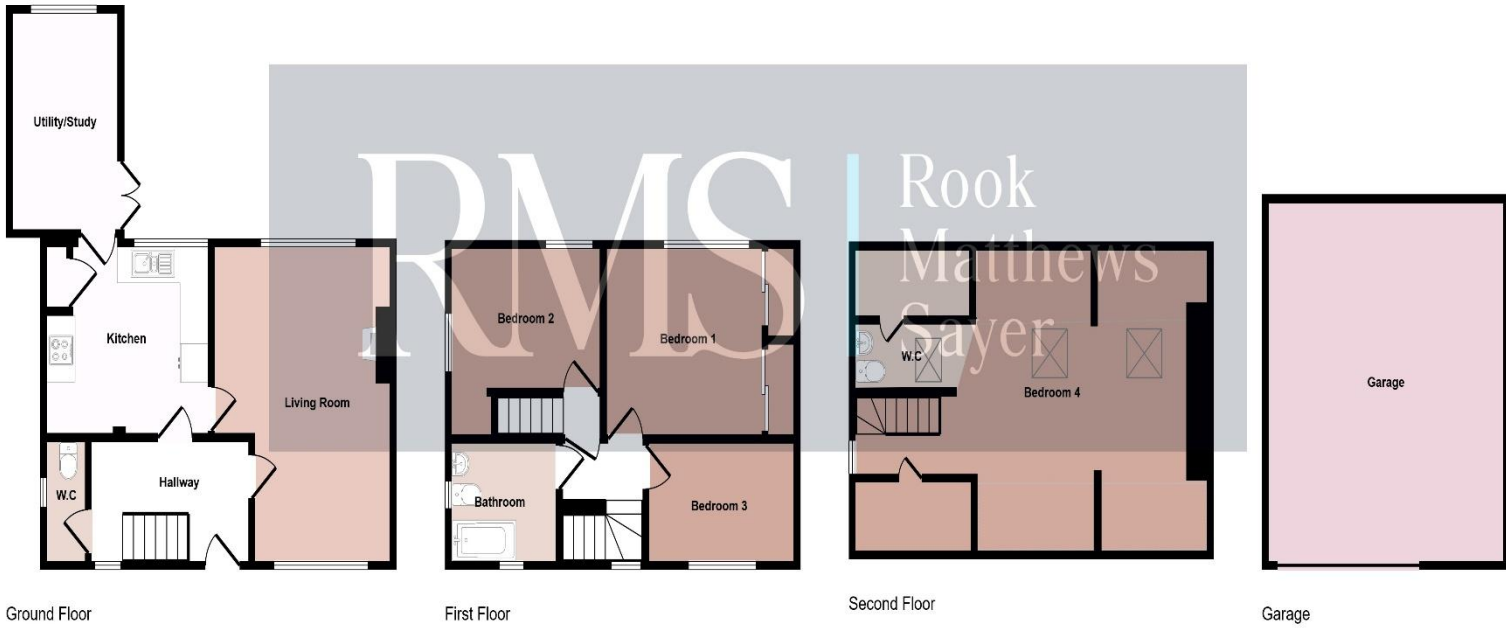 Utility/Study
Kitchen
Living Room
W.C
Hallway
Ground Floor
Bedroom 2
Bedroom 1
Bathroom
Bedroom 3
First Floor
W.C
Bedroom 4
Second Floor
Garage
Garage
RMS
Rook
Matthews
Sayer